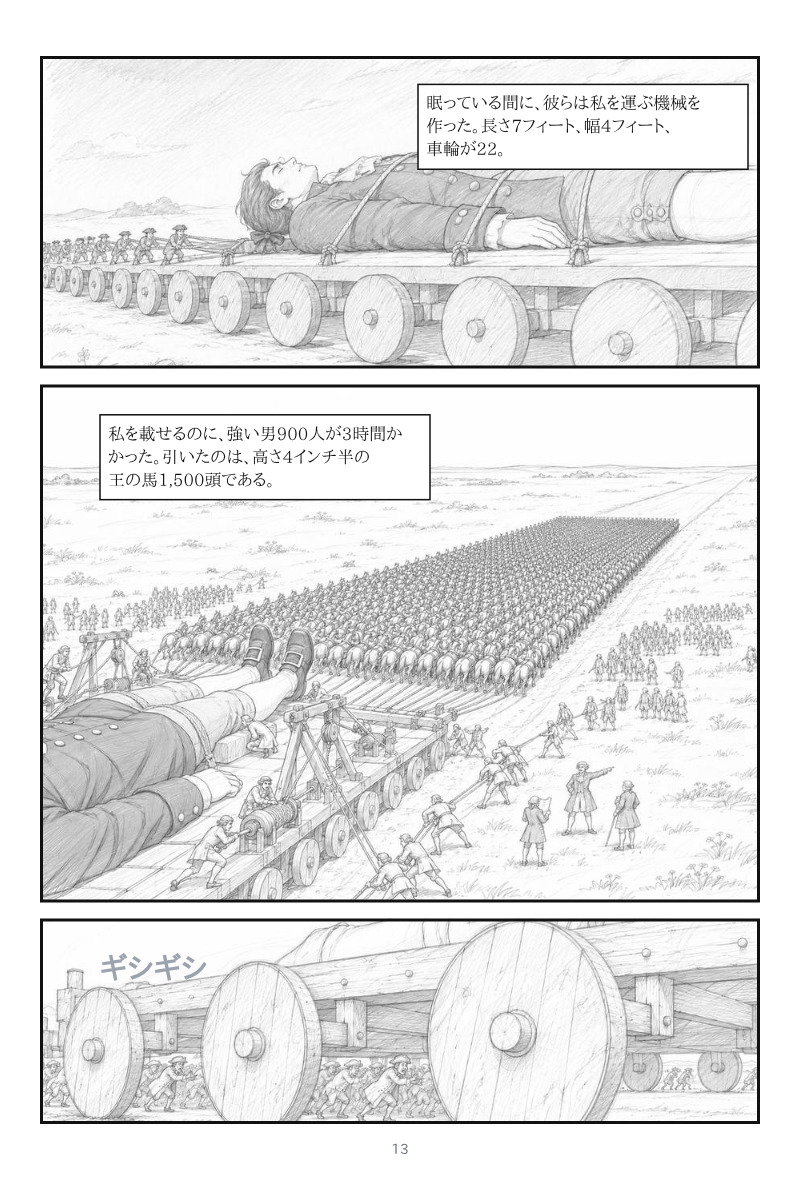 眠っている間に、彼らは私を運ぶ機械を
作った。長さ7フィート、幅4フィート、
車輪が22。
私を載せるのに、強い男900人が3時間か
かった。引いたのは、高さ4インチ半の
王の馬1,500頭である。
ギシギシ
13